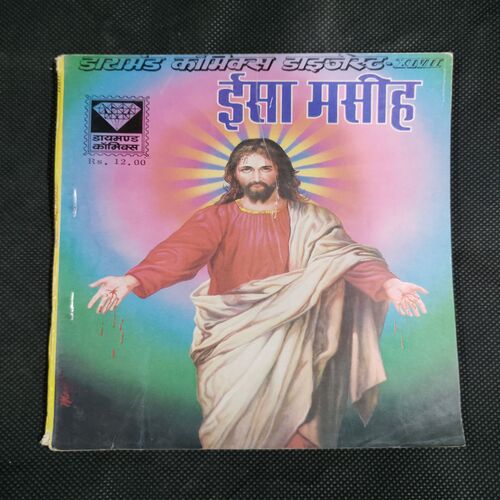 डायमंड कॉमिक्स डाइजेस्ट-XVII
ईसा मसीह
डायमण्ड
कॉमिक्स
Rs. 12.00